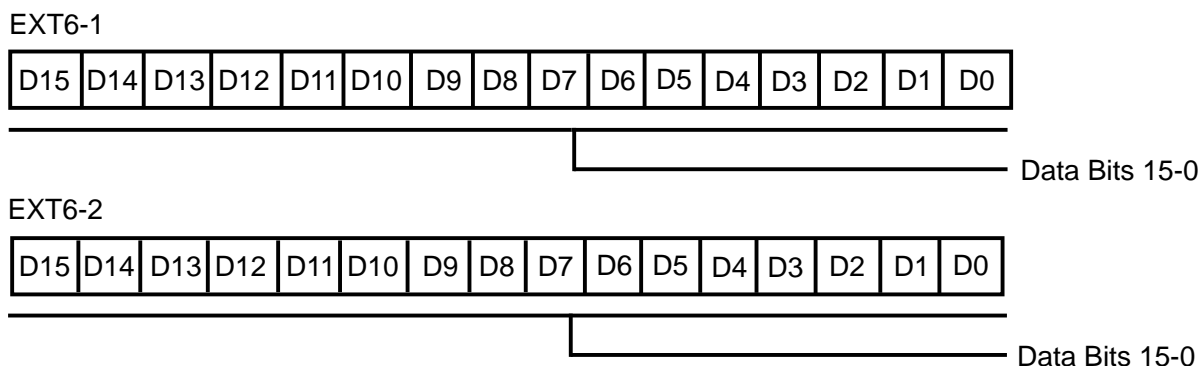 EXT6-1
D15 D14 D13 D12 D11 D10 D9 D8 D7 D6 D5 D4 D3 D2 D1 D0
Data Bits 15-0
EXT6-2
D15 D14 D13 D12 D11 D10 D9 D8 D7 D6 D5 D4 D3 D2 D1 D0
Data Bits 15-0